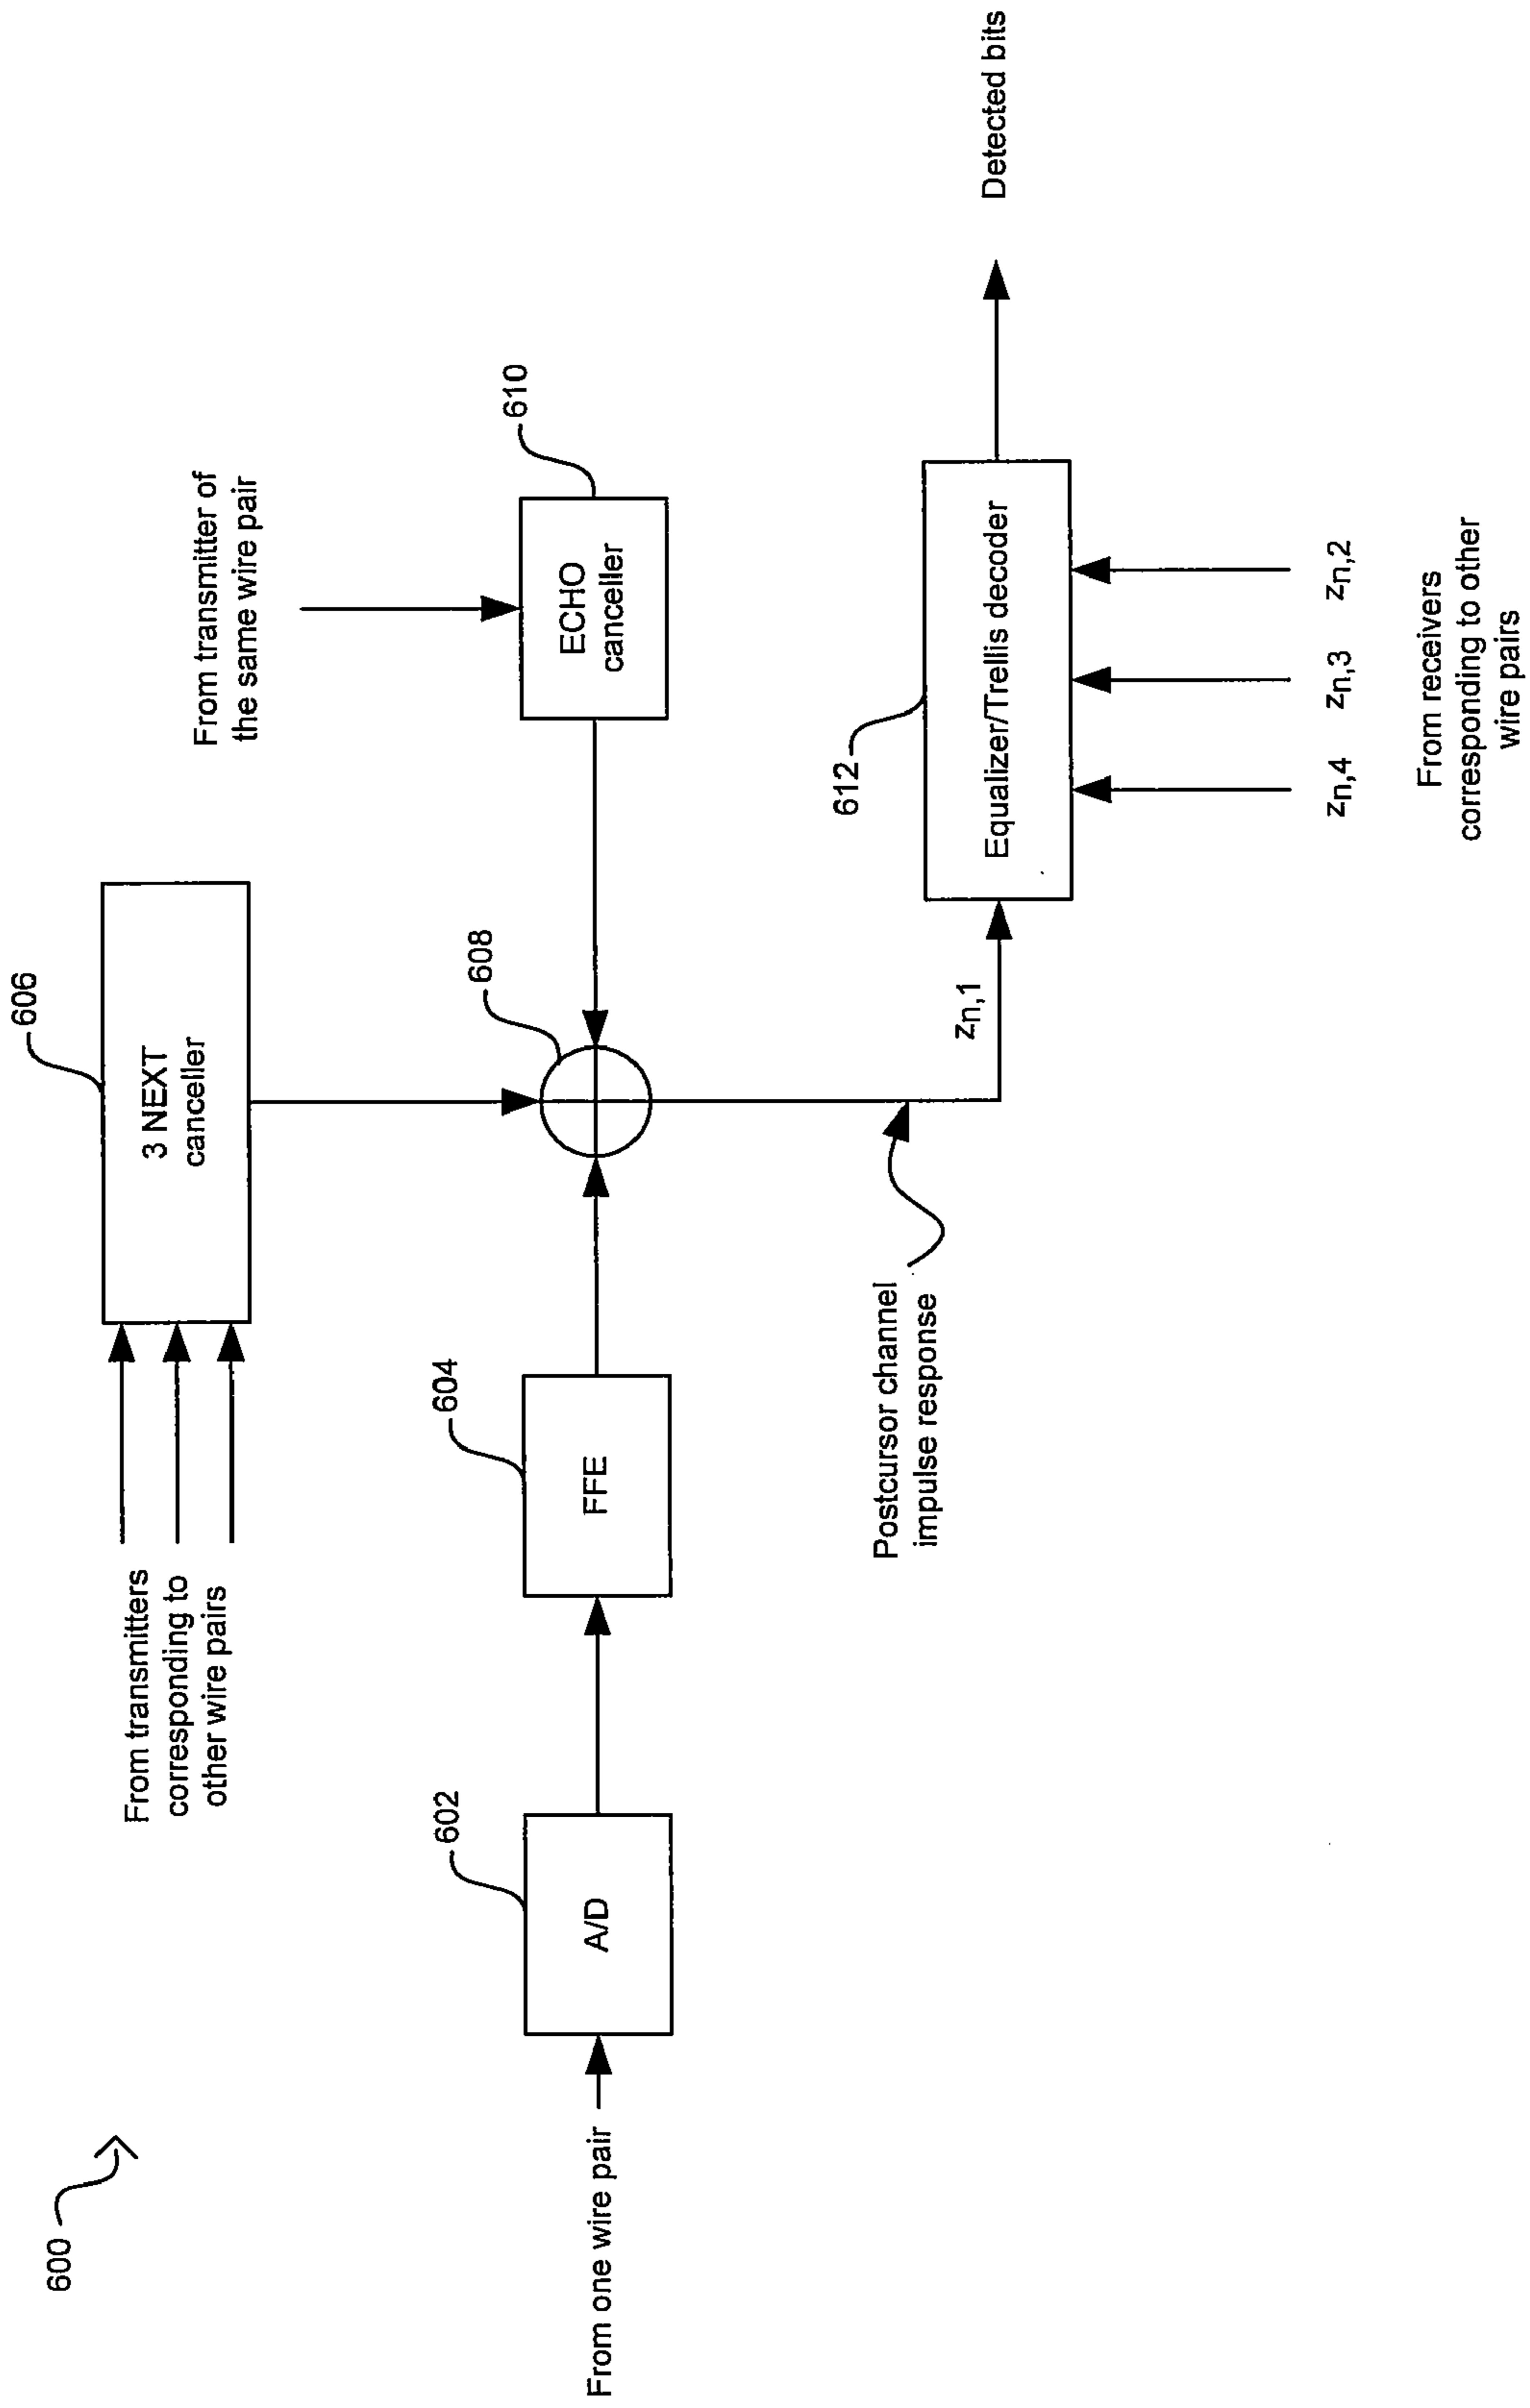 600
606
3 NEXT
canceller
From transmitters
corresponding to
other wire pairs
From transmitter of
the same wire pair
From one wire pair
602
A/D
604
FFE
608
610
ECHO
canceller
Postcursor channel
impulse response
zn,1
612
Equalizer/Trellis decoder
Detected bits
zn,4
zn,3
zn,2
From receivers
corresponding to other
wire pairs